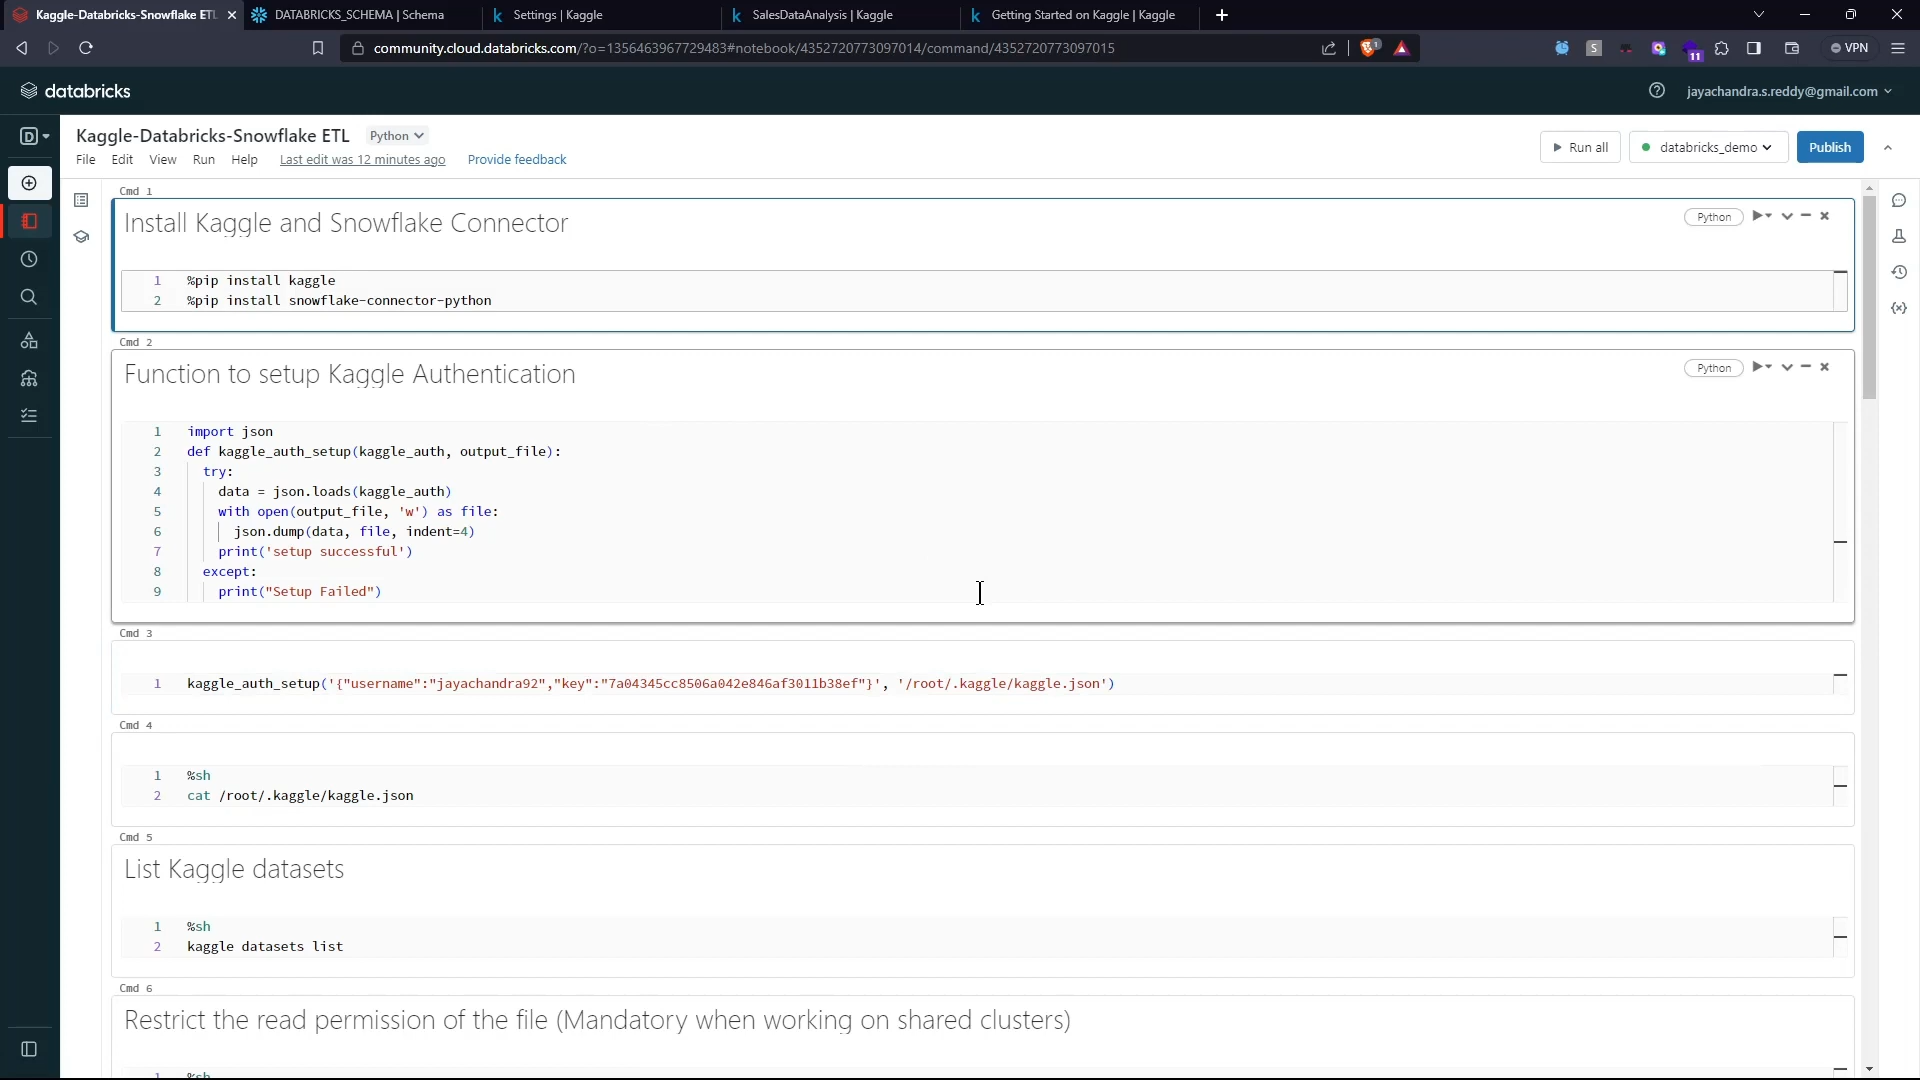 Kaggle-Databricks-Snowflake ETL
DATABRICKS_SCHEMA | Schema
Settings | Kaggle
SalesDataAnalysis | Kaggle
Getting Started on Kaggle | Kaggle
community.cloud.databricks.com/?o=1356463967729483#notebook/4352720773097014/command/4352720773097015
1
S
11
VPN
databricks
jayachandra.s.reddy@gmail.com
D
Kaggle-Databricks-Snowflake ETL
Python
File Edit View Run Help Last edit was 12 minutes ago Provide feedback
Run all
databricks_demo
Publish
Cmd 1
Install Kaggle and Snowflake Connector
Python
1 %pip install kaggle
2 %pip install snowflake-connector-python
Cmd 2
Function to setup Kaggle Authentication
Python
1 import json
2 def kaggle_auth_setup(kaggle_auth, output_file):
3 try:
4 data = json.loads(kaggle_auth)
5 with open(output_file, 'w') as file:
6 json.dump(data, file, indent=4)
7 print('setup successful')
8 except:
9 print("Setup Failed")
Cmd 3
1 kaggle_auth_setup('{"username":"jayachandra92","key":"7a04345cc8506a042e846af3011b38ef"}', '/root/.kaggle/kaggle.json')
Cmd 4
1 %sh
2 cat /root/.kaggle/kaggle.json
Cmd 5
List Kaggle datasets
1 %sh
2 kaggle datasets list
Cmd 6
Restrict the read permission of the file (Mandatory when working on shared clusters)
1 %sh